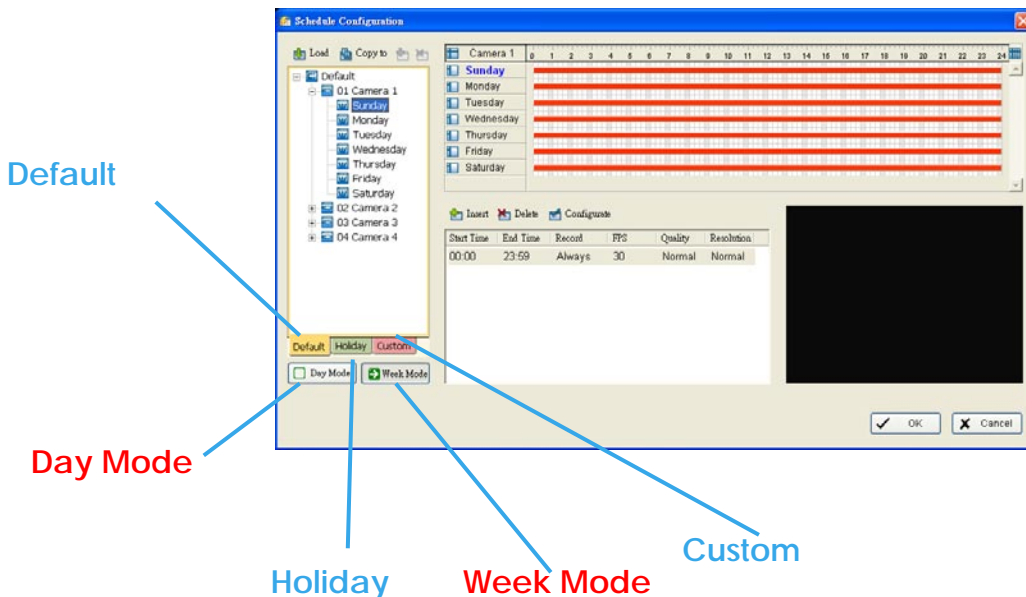 Schedule Configuration
Load Copy to
Default
01 Camera 1
Sunday
Monday
Tuesday
Wednesday
Thursday
Friday
Saturday
02 Camera 2
03 Camera 3
04 Camera 4
Default Holiday Custom
Day Mode Week Mode
Camera 1 0 1 2 3 4 5 6 7 8 9 10 11 12 13 14 15 16 17 18 19 20 21 22 23 24
Sunday
Monday
Tuesday
Wednesday
Thursday
Friday
Saturday
Insert Delete Configurate
Start Time End Time Record FPS Quality Resolution
00:00 23:59 Always 30 Normal Normal
OK Cancel
Default
Day Mode
Holiday
Week Mode
Custom